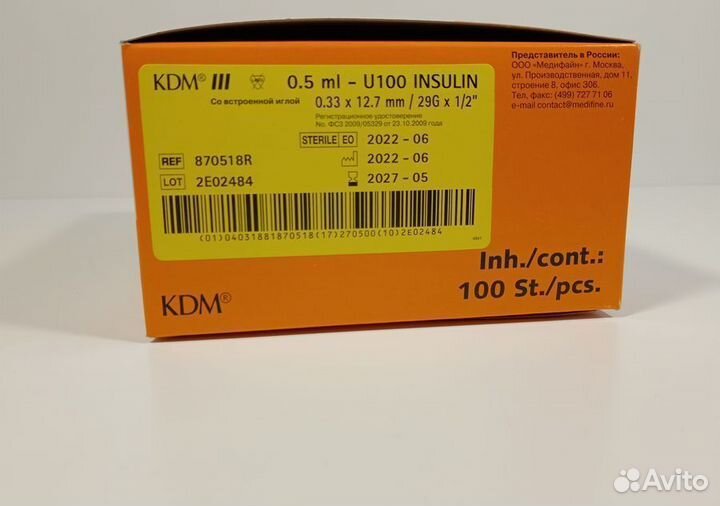 Представитель в России:
ООО «Медифайн» г. Москва,
ул. Производственная, дом 11,
строение 8, офис 306.
Тел, факс: (499) 727 71 06
e-mail contact@medifine.ru
KDM® III 0.5 ml – U100 INSULIN
Со встроенной иглой 0.33 x 12.7 mm / 29G x 1/2"
Регистрационное удостоверение
No. ФСЗ 2009/05329 от 23.10.2009 года
STERILE EO 2022 – 06
REF 870518R 2022 – 06
LOT 2E02484 2027 – 05
(01)04031881870518(17)270500(10)2E02484
Inh./cont.:
100 St./pcs.
KDM®
Avito